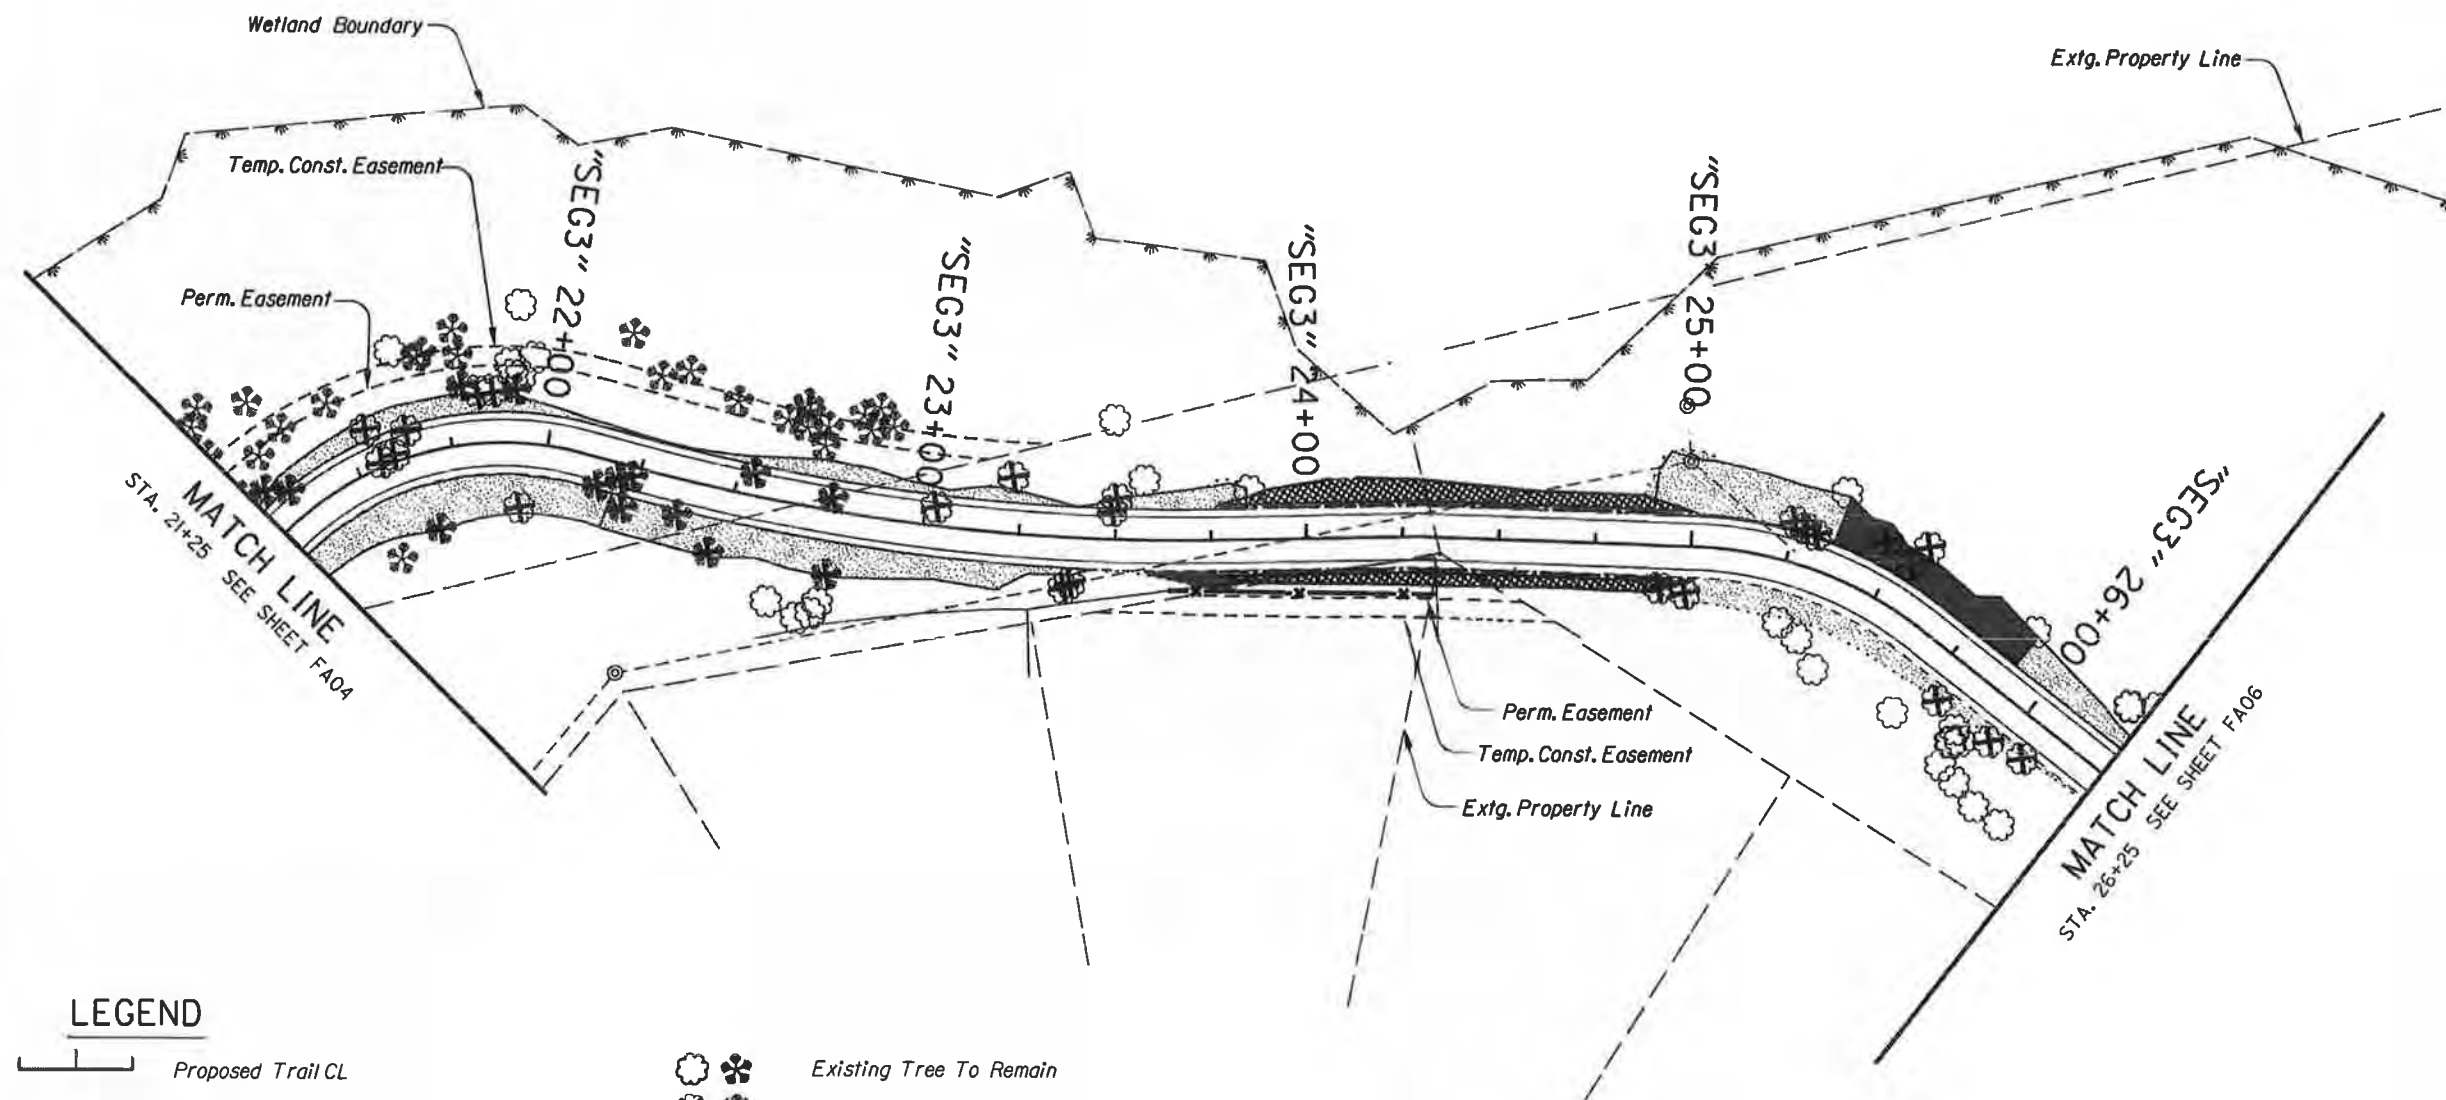 Wetland Boundary
Extg. Property Line
Temp. Const. Easement
Perm. Easement
"SEG3" 22+00
"SEG3" 23+00
"SEG3" 24+00
"SEG3" 25+00
"SEG3" 26+00
MATCH LINE
STA. 21+25 SEE SHEET FA04
Perm. Easement
Temp. Const. Easement
Extg. Property Line
MATCH LINE
STA. 26+25 SEE SHEET FA06
LEGEND
Proposed Trail CL
Existing Tree To Remain